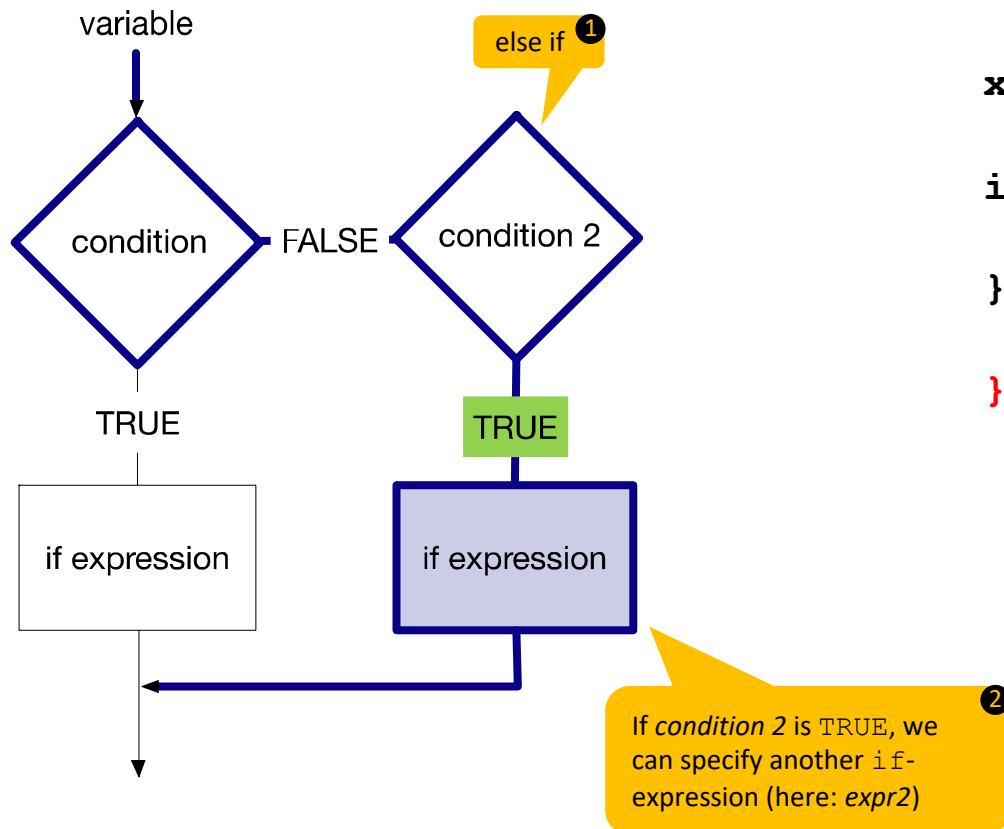 variable
else if 1
x
i
condition
FALSE
condition 2
}
}
TRUE
TRUE
if expression
if expression
2
If condition 2 is TRUE, we
can specify another if-
expression (here: expr2)